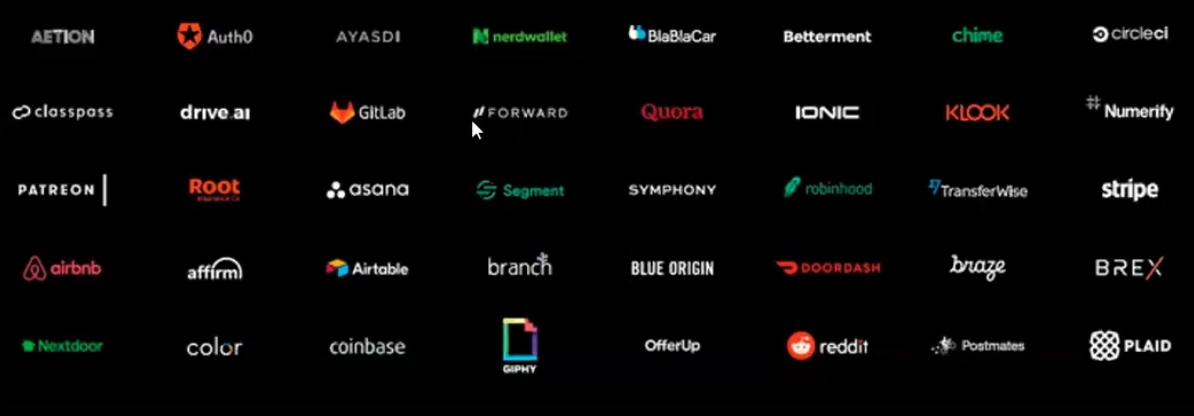 AETION
Auth0
AYASDI
nerdwallet
BlaBlaCar
Betterment
chime
circleci
classpass
drive.ai
GitLab
FORWARD
Quora
IONIC
KLOOK
Numerify
PATREON
Root
Insurance Co
asana
Segment
SYMPHONY
robinhood
TransferWise
stripe
airbnb
affirm
Airtable
branch
BLUE ORIGIN
DOORDASH
braze
BREX
Nextdoor
color
coinbase
GIPHY
OfferUp
reddit
Postmates
PLAID